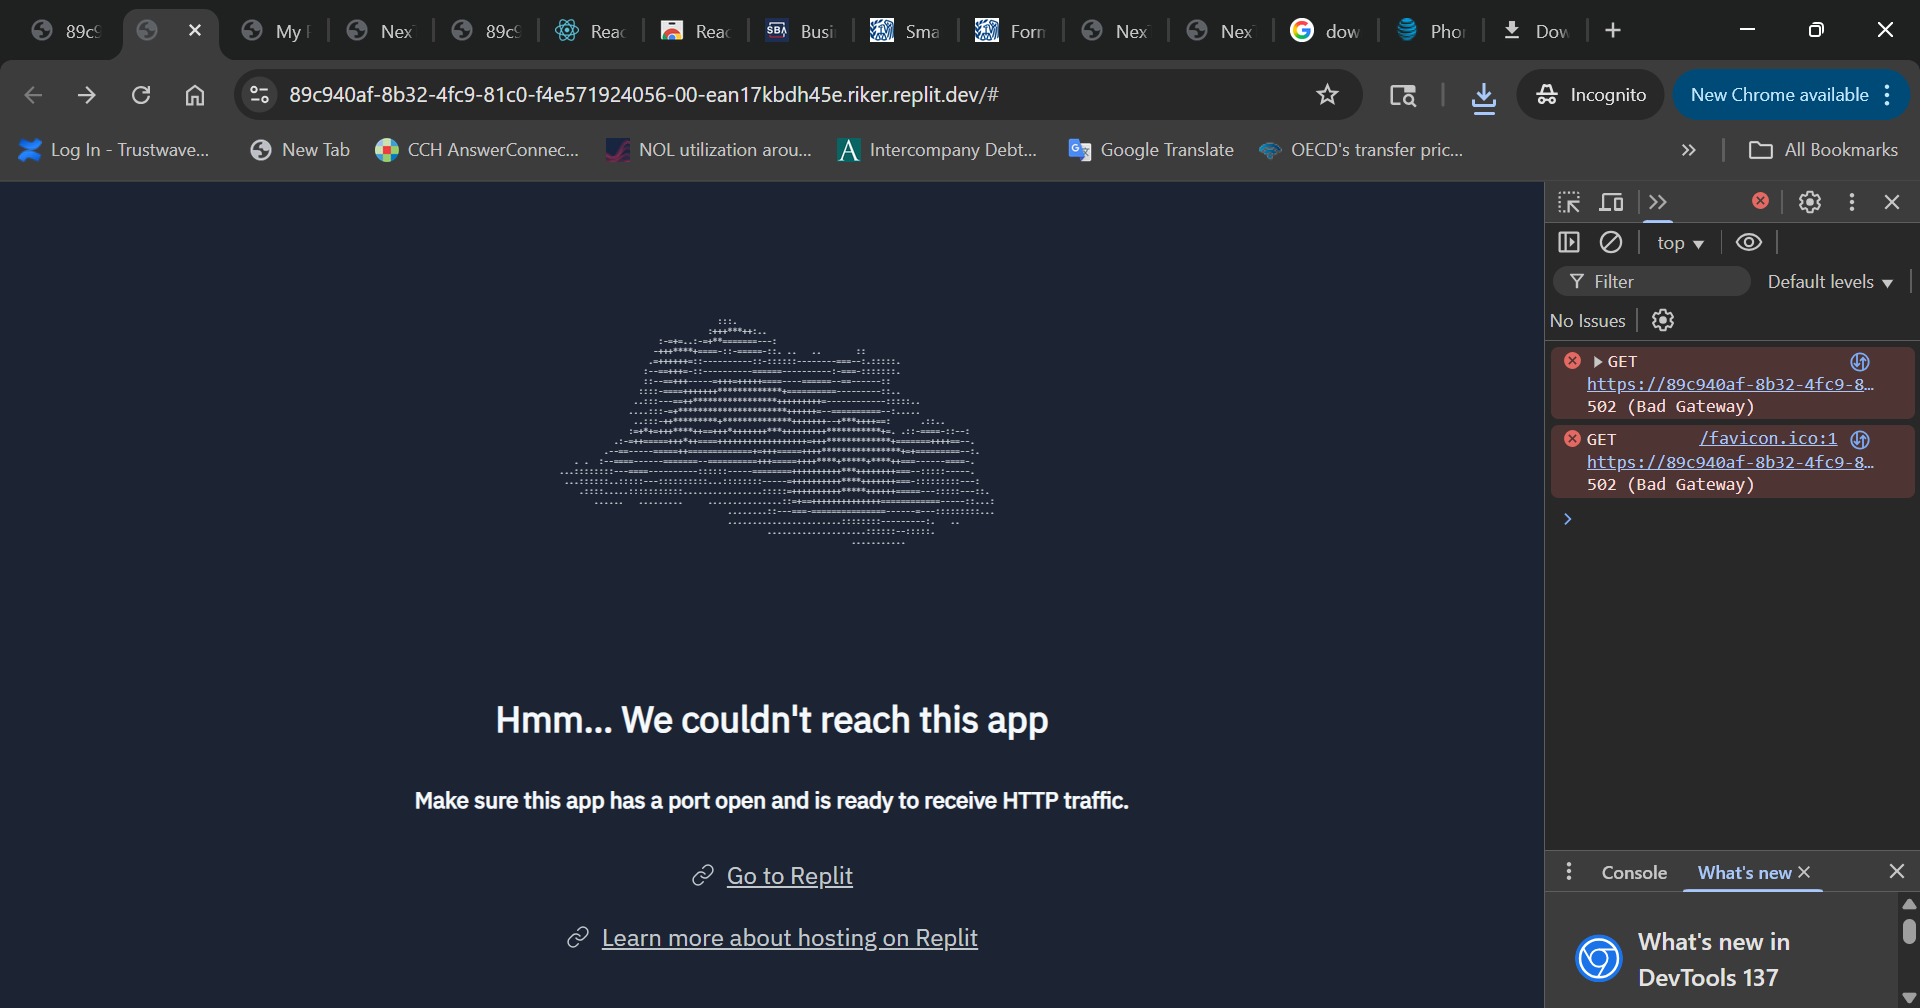 89c9
My
Nex
89c9
Reac
Reac
SBA
Busi
Sma
Forn
Nex
Nex
dow
Phor
Dow
89c940af-8b32-4fc9-81c0-f4e571924056-00-ean17kbdh45e.riker.replit.dev/#
Incognito
New Chrome available
Log In - Trustwave...
New Tab
CCH AnswerConnec...
NOL utilization arou...
Intercompany Debt...
Google Translate
OECD's transfer pric...
All Bookmarks
top
Filter
Default levels
No Issues
GET
https://89c940af-8b32-4fc9-8…
502 (Bad Gateway)
GET /favicon.ico:1
https://89c940af-8b32-4fc9-8…
502 (Bad Gateway)
Hmm... We couldn't reach this app
Make sure this app has a port open and is ready to receive HTTP traffic.
Go to Replit
Learn more about hosting on Replit
Console
What's new
What's new in
DevTools 137